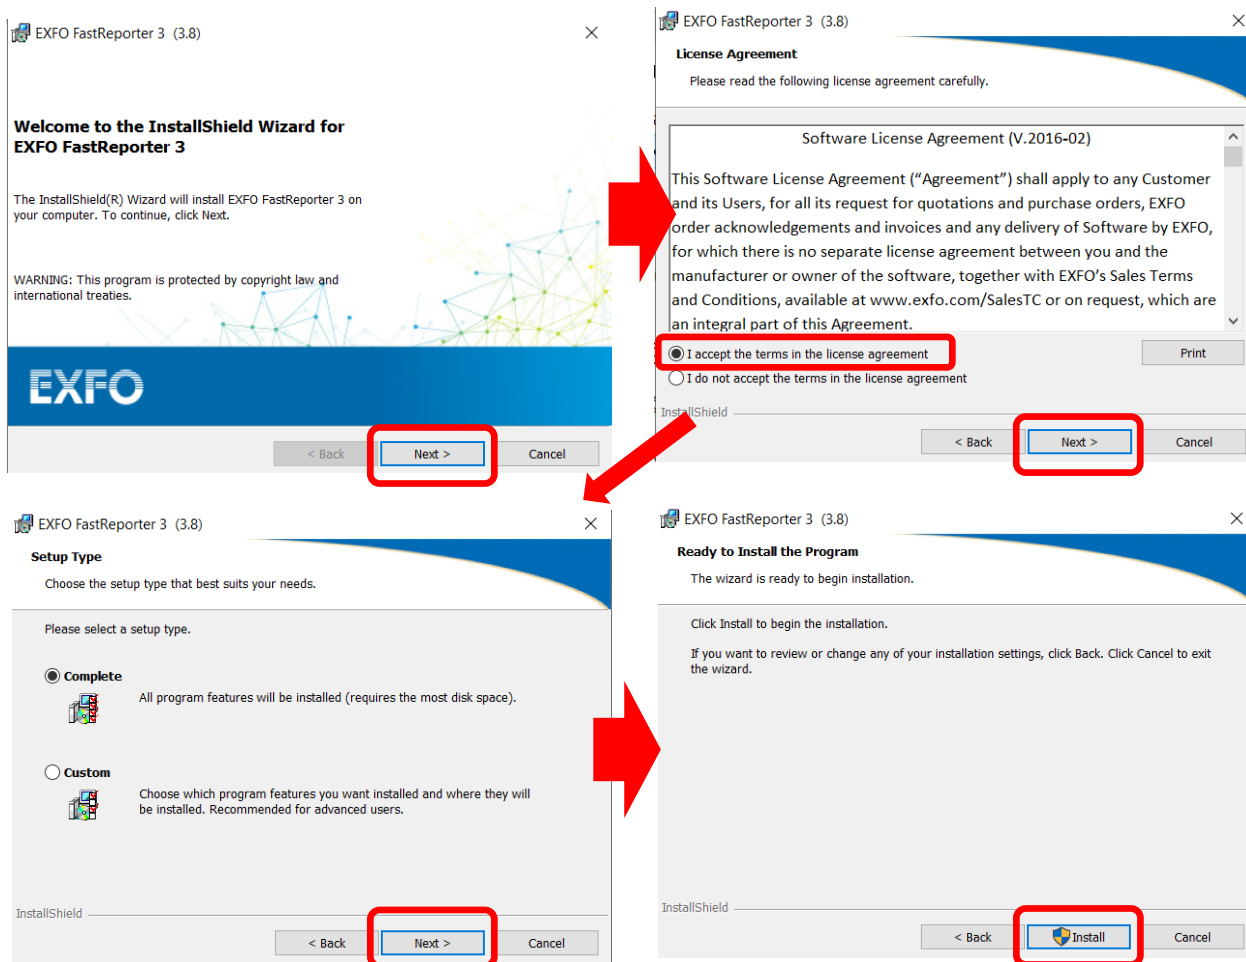 EXFO FastReporter 3 (3.8)
Welcome to the InstallShield Wizard for
EXFO FastReporter 3
The InstallShield(R) Wizard will install EXFO FastReporter 3 on
your computer. To continue, click Next.
WARNING: This program is protected by copyright law and
international treaties.
EXFO
< Back
Next >
Cancel
EXFO FastReporter 3 (3.8)
License Agreement
Please read the following license agreement carefully.
Software License Agreement (V.2016-02)
This Software License Agreement (“Agreement”) shall apply to any Customer
and its Users, for all its request for quotations and purchase orders, EXFO
order acknowledgements and invoices and any delivery of Software by EXFO,
for which there is no separate license agreement between you and the
manufacturer or owner of the software, together with EXFO’s Sales Terms
and Conditions, available at www.exfo.com/SalesTC or on request, which are
an integral part of this Agreement.
I accept the terms in the license agreement
Print
I do not accept the terms in the license agreement
InstallShield
< Back
Next >
Cancel
EXFO FastReporter 3 (3.8)
Setup Type
Choose the setup type that best suits your needs.
Please select a setup type.
Complete
All program features will be installed (requires the most disk space).
Custom
Choose which program features you want installed and where they will
be installed. Recommended for advanced users.
InstallShield
< Back
Next >
Cancel
EXFO FastReporter 3 (3.8)
Ready to Install the Program
The wizard is ready to begin installation.
Click Install to begin the installation.
If you want to review or change any of your installation settings, click Back. Click Cancel to exit
the wizard.
InstallShield
< Back
Install
Cancel